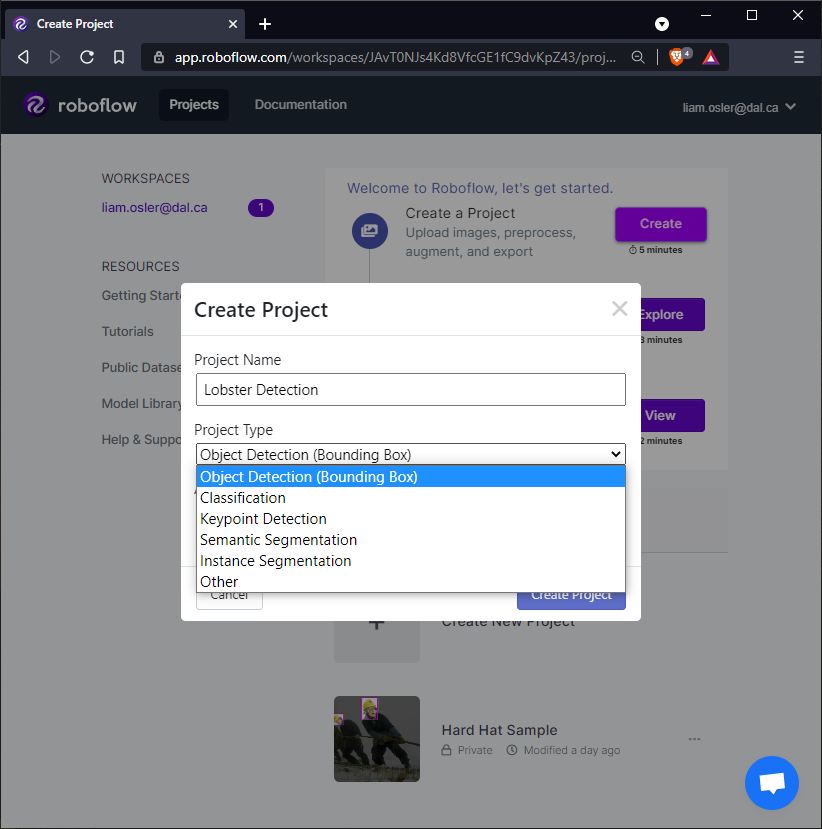 Create Project
app.roboflow.com/workspaces/JAvT0NJs4Kd8VfcGE1fC9dvKpZ43/proj...
4
roboflow
Projects
Documentation
liam.osler@dal.ca
WORKSPACES
liam.osler@dal.ca
1
RESOURCES
Getting Starte
Tutorials
Public Datase
Model Library
Help & Suppo
Welcome to Roboflow, let's get started.
Create a Project
Upload images, preprocess,
augment, and export
Create
5 minutes
Explore
3 minutes
View
2 minutes
Create Project
Project Name
Lobster Detection
Project Type
Object Detection (Bounding Box)
Object Detection (Bounding Box)
Classification
Keypoint Detection
Semantic Segmentation
Instance Segmentation
Other
Cancel
Create Project
Create New Project
Hard Hat Sample
Private
Modified a day ago